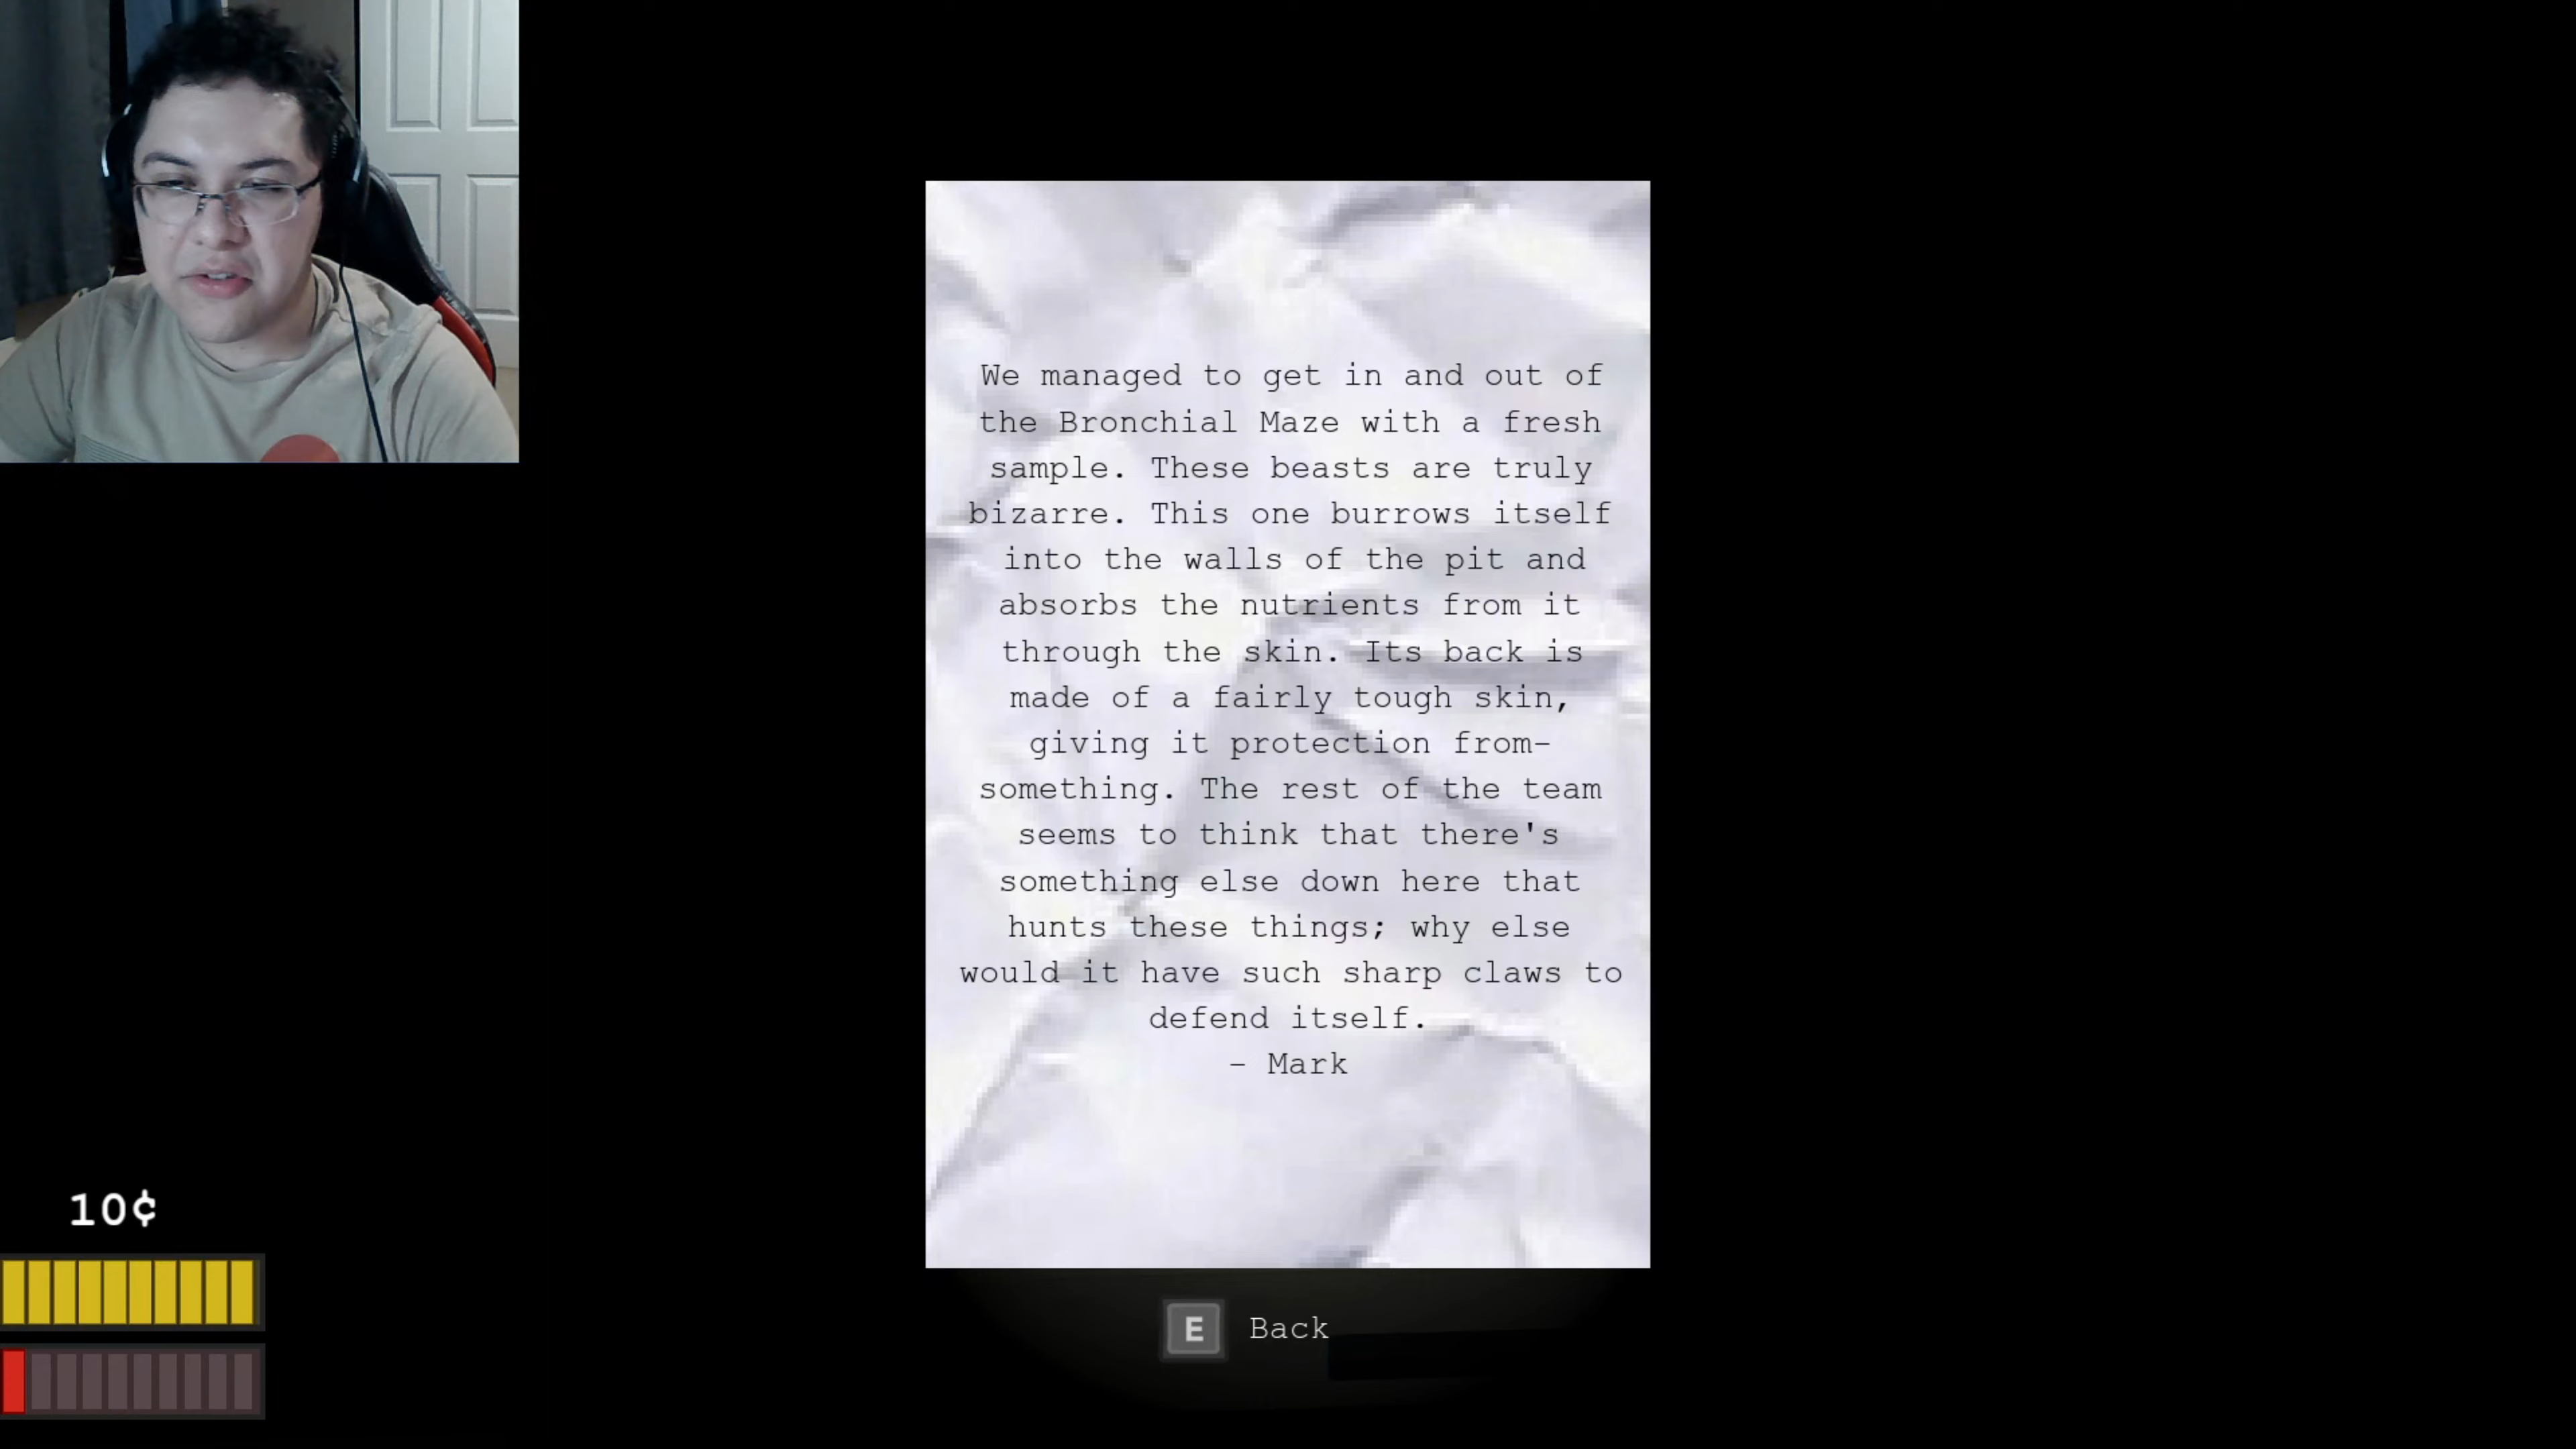 We managed to get in and out of
the Bronchial Maze with a fresh
sample. These beasts are truly
bizarre. This one burrows itself
into the walls of the pit and
absorbs the nutrients from it
through the skin. Its back is
made of a fairly tough skin,
giving it protection from-
something. The rest of the team
seems to think that there's
something else down here that
hunts these things; why else
would it have such sharp claws to
defend itself.
- Mark
10¢
E Back